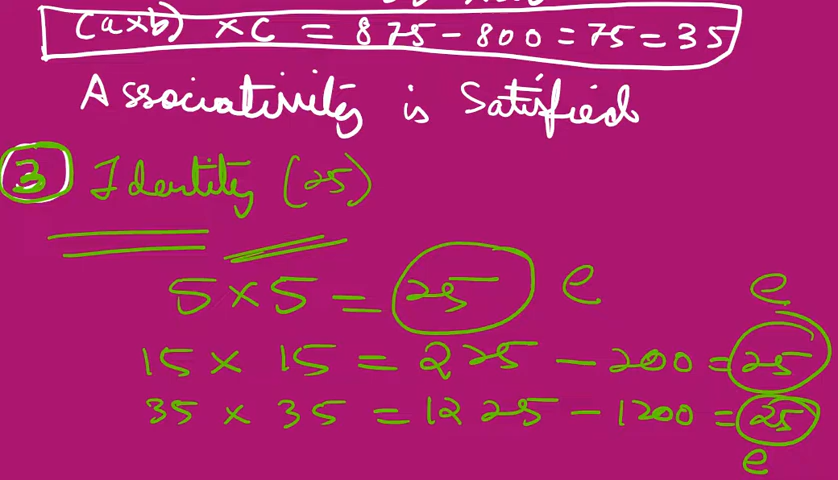 (a×b) × C = 875 - 800 = 75 = 35
Associativity is Satisfied
3 Identity (25)
5 × 5 = 25 e e
15 × 15 = 225 - 200 = 25
35 × 35 = 1225 - 1200 = 25
e